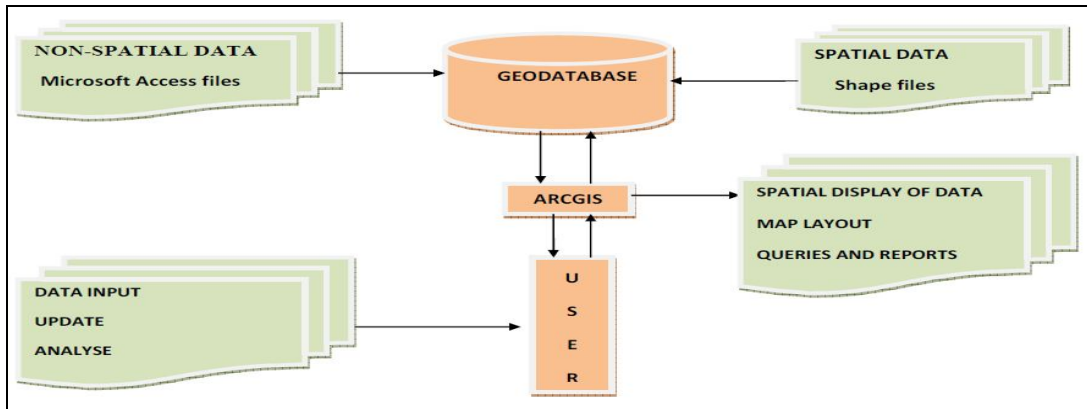 NON-SPATIAL DATA
Microsoft Access files
GEODATABASE
SPATIAL DATA
Shape files
ARCGIS
SPATIAL DISPLAY OF DATA
MAP LAYOUT
QUERIES AND REPORTS
DATA INPUT
UPDATE
ANALYSE
U
S
E
R